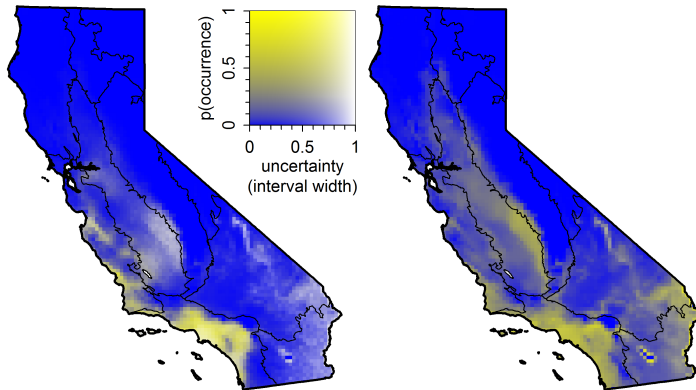 p(occurrence)
1
0.5
0
0 0.5 1
uncertainty
(interval width)